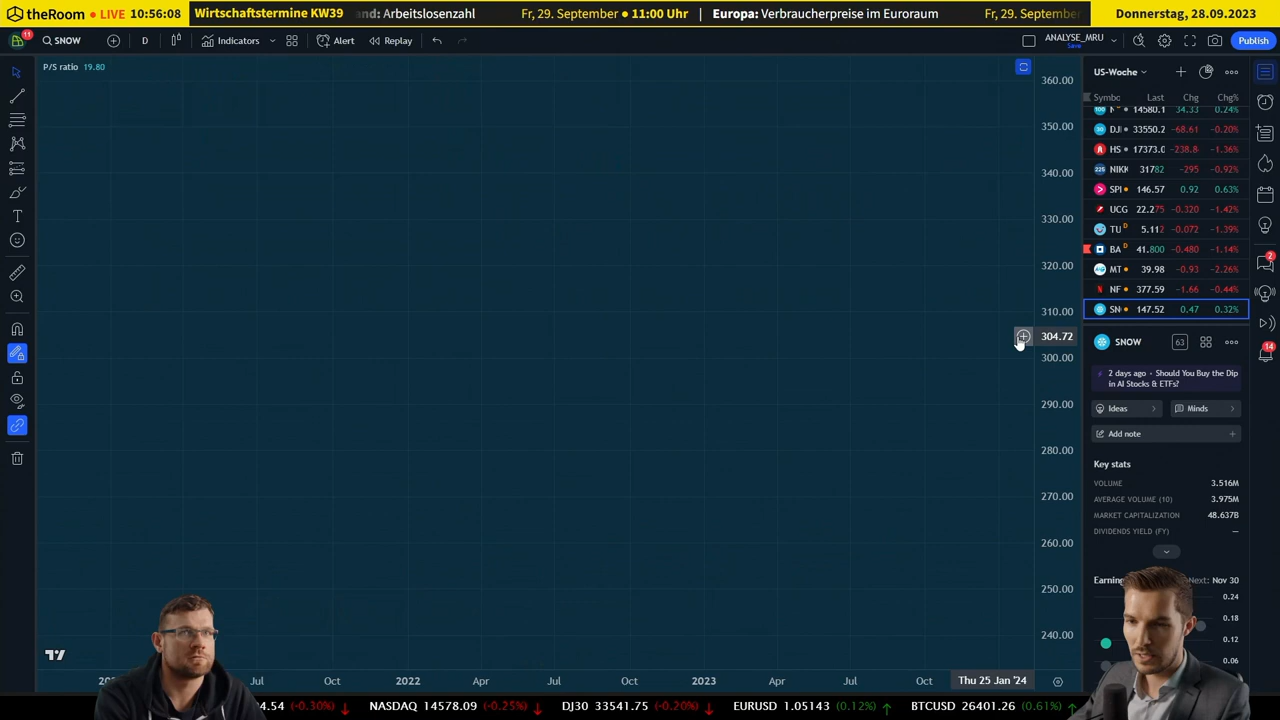 theRoom LIVE 10:56:08 Wirtschaftstermine KW39 and: Arbeitslosenzahl Fr, 29. September • 11:00 Uhr | Europa: Verbraucherpreise im Euroraum Fr, 29. September Donnerstag, 28.09.2023
11 SNOW D Indicators Alert Replay ANALYSE_MRU Save Publish
P/S ratio 19.80
360.00
350.00
340.00
330.00
320.00
310.00
304.72
300.00
290.00
280.00
270.00
260.00
250.00
240.00
Jul Oct 2022 Apr Jul Oct 2023 Apr Jul Oct Thu 25 Jan '24
US-Woche
Symbo Last Chg Chg%
100 14580.1 34.33 0.24%
30 DJI 33550.2 -68.61 -0.20%
HS 17373.0 -238.8 -1.36%
225 NIKK 31782 -295 -0.92%
SPI 146.57 0.92 0.63%
UCG 22.275 -0.320 -1.42%
TU D 5.112 -0.072 -1.39%
BA D 41.800 -0.480 -1.14%
MT 39.98 -0.93 -2.26%
NF 377.59 -1.66 -0.44%
SN 147.52 0.47 0.32%
SNOW 63
2 days ago • Should You Buy the Dip
in AI Stocks & ETFs?
Ideas Minds
Add note
Key stats
VOLUME 3.516M
AVERAGE VOLUME (10) 3.975M
MARKET CAPITALIZATION 48.637B
DIVIDENDS YIELD (FY) —
Next: Nov 30
0.24
0.18
0.12
0.06
2
14
4.54 (-0.30%) NASDAQ 14578.09 (-0.25%) DJ30 33541.75 (-0.20%) EURUSD 1.05143 (0.12%) BTCUSD 26401.26 (0.61%)